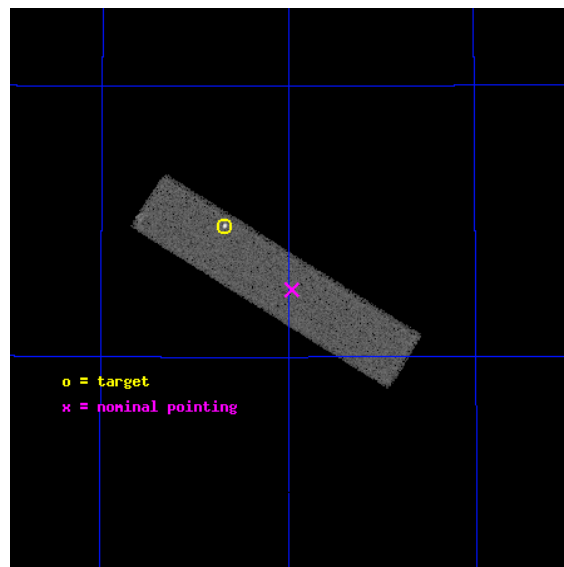 o = target
x = nominal pointing